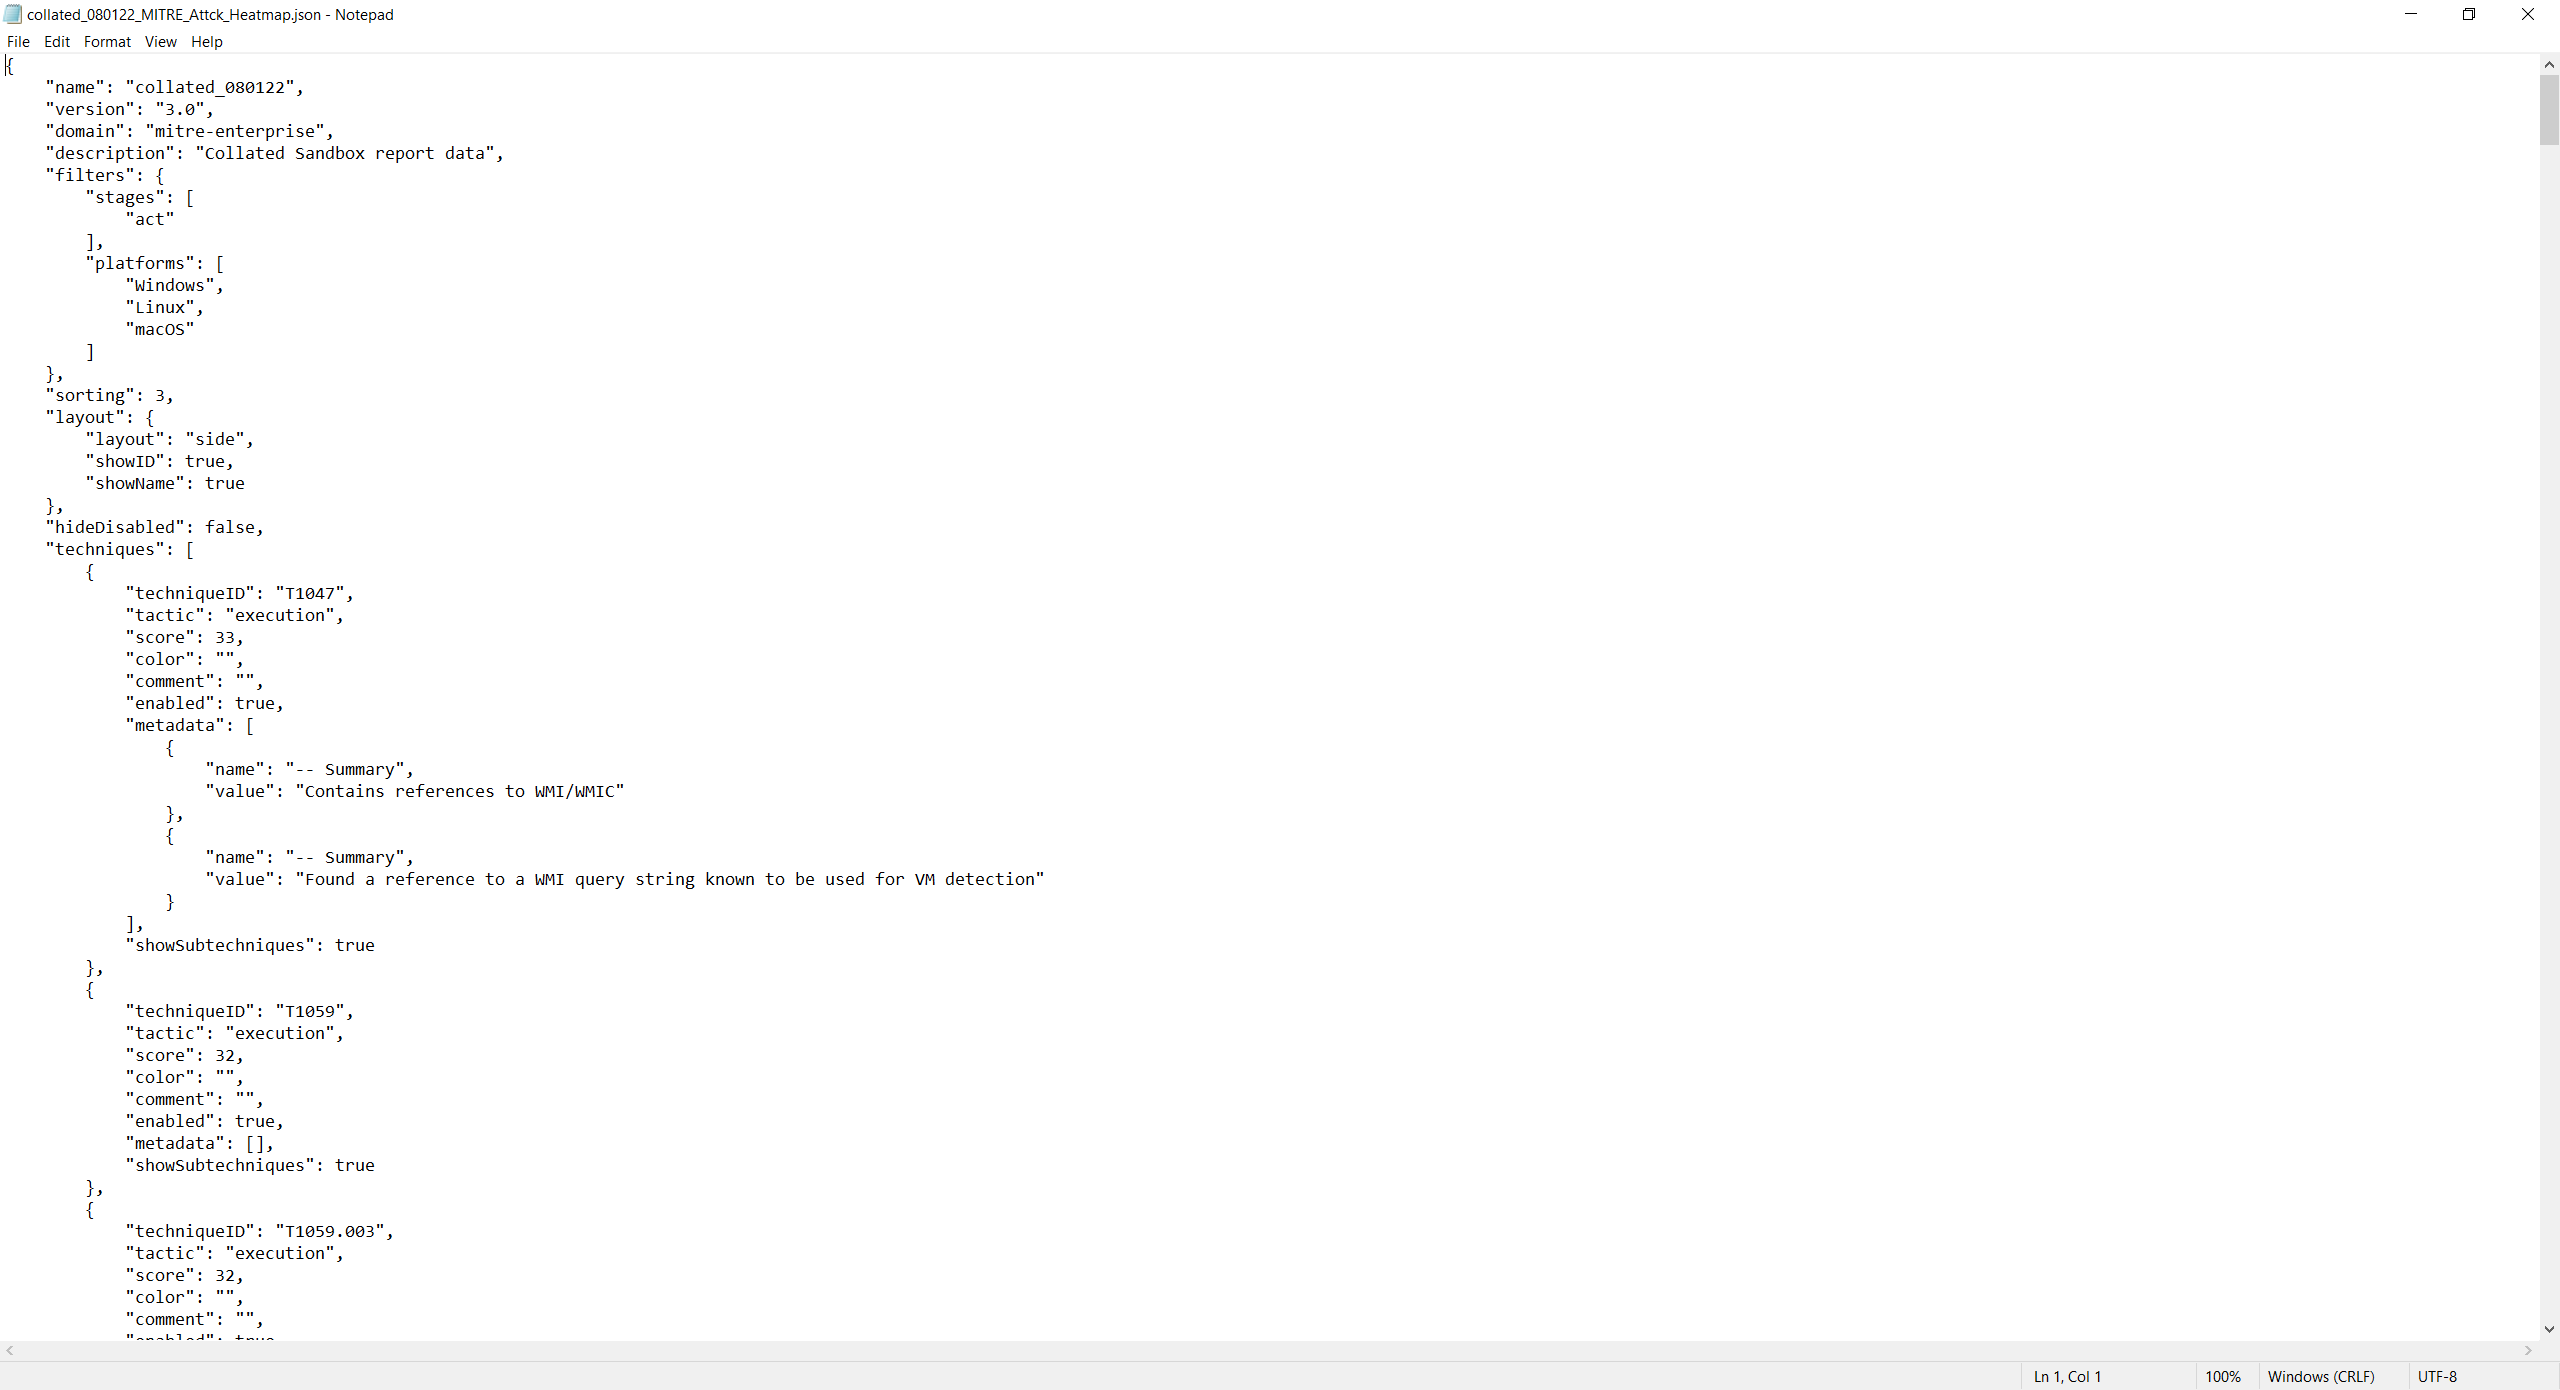 collated_080122_MITRE_Attck_Heatmap.json - Notepad
File Edit Format View Help
{
    "name": "collated_080122",
    "version": "3.0",
    "domain": "mitre-enterprise",
    "description": "Collated Sandbox report data",
    "filters": {
        "stages": [
            "act"
        ],
        "platforms": [
            "Windows",
            "Linux",
            "macOS"
        ]
    },
    "sorting": 3,
    "layout": {
        "layout": "side",
        "showID": true,
        "showName": true
    },
    "hideDisabled": false,
    "techniques": [
        {
            "techniqueID": "T1047",
            "tactic": "execution",
            "score": 33,
            "color": "",
            "comment": "",
            "enabled": true,
            "metadata": [
                {
                    "name": "-- Summary",
                    "value": "Contains references to WMI/WMIC"
                },
                {
                    "name": "-- Summary",
                    "value": "Found a reference to a WMI query string known to be used for VM detection"
                }
            ],
            "showSubtechniques": true
        },
        {
            "techniqueID": "T1059",
            "tactic": "execution",
            "score": 32,
            "color": "",
            "comment": "",
            "enabled": true,
            "metadata": [],
            "showSubtechniques": true
        },
        {
            "techniqueID": "T1059.003",
            "tactic": "execution",
            "score": 32,
            "color": "",
            "comment": "",
            "enabled": true
Ln 1, Col 1 100% Windows (CRLF) UTF-8